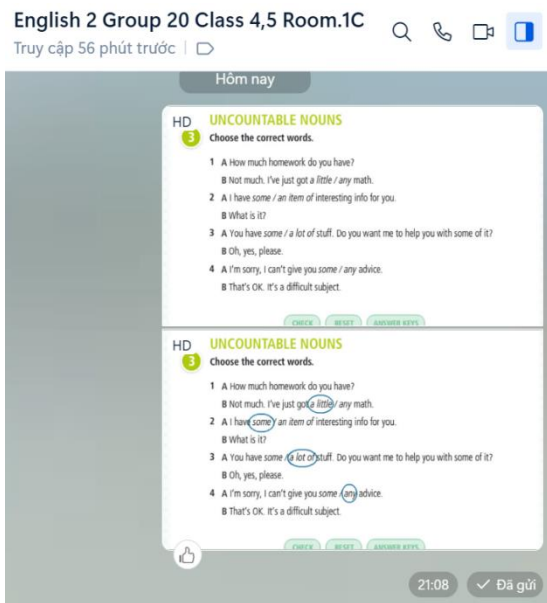 English 2 Group 20 Class 4,5 Room.1C
Truy cập 56 phút trước
Hôm nay
HD
UNCOUNTABLE NOUNS
3 Choose the correct words.
1 A How much homework do you have?
B Not much. I've just got a little / any math.
2 A I have some / an item of interesting info for you.
B What is it?
3 A You have some / a lot of stuff. Do you want me to help you with some of it?
B Oh, yes, please.
4 A I'm sorry, I can't give you some / any advice.
B That's OK. It's a difficult subject.
CHECK RESET ANSWER KEYS
HD
UNCOUNTABLE NOUNS
3 Choose the correct words.
1 A How much homework do you have?
B Not much. I've just got a little / any math.
2 A I have some / an item of interesting info for you.
B What is it?
3 A You have some / a lot of stuff. Do you want me to help you with some of it?
B Oh, yes, please.
4 A I'm sorry, I can't give you some / any advice.
B That's OK. It's a difficult subject.
CHECK RESET ANSWER KEYS
21:08 Đã gửi